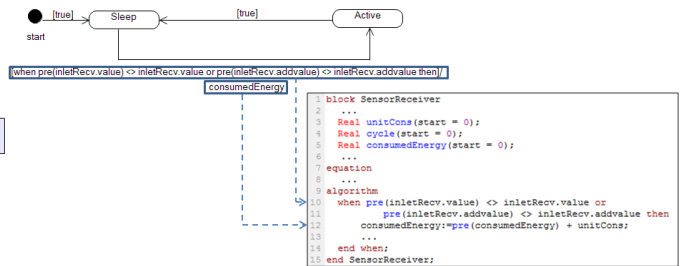 [true]
Sleep
[true]
Active
start
[when pre(inletRecv.value) <> inletRecv.value or pre(inletRecv.addvalue) <> inletRecv.addvalue then]/
consumedEnergy
1 block SensorReceiver
2 ...
3 Real unitCons(start = 0);
4 Real cycle(start = 0);
5 Real consumedEnergy(start = 0);
6 ...
7 equation
8 ...
9 algorithm
10 when pre(inletRecv.value) <> inletRecv.value or
11 pre(inletRecv.addvalue) <> inletRecv.addvalue then
12 consumedEnergy:=pre(consumedEnergy) + unitCons;
13 ...
14 end when;
15 end SensorReceiver;